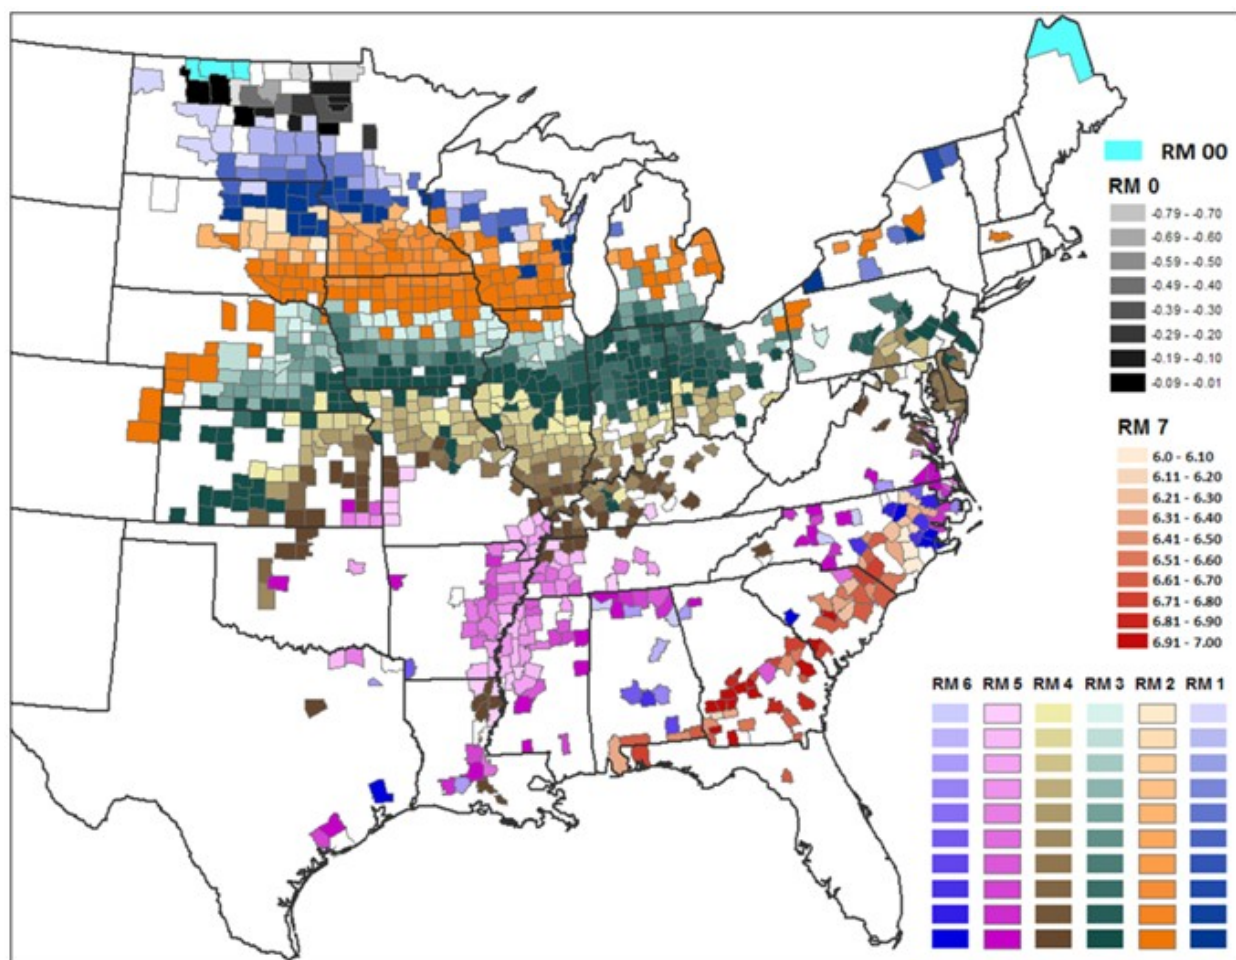 RM 00
RM 0
-0.79 - -0.70
-0.69 - -0.60
-0.59 - -0.50
-0.49 - -0.40
-0.39 - -0.30
-0.29 - -0.20
-0.19 - -0.10
-0.09 - -0.01
RM 7
6.0 - 6.10
6.11 - 6.20
6.21 - 6.30
6.31 - 6.40
6.41 - 6.50
6.51 - 6.60
6.61 - 6.70
6.71 - 6.80
6.81 - 6.90
6.91 - 7.00
RM 6 RM 5 RM 4 RM 3 RM 2 RM 1